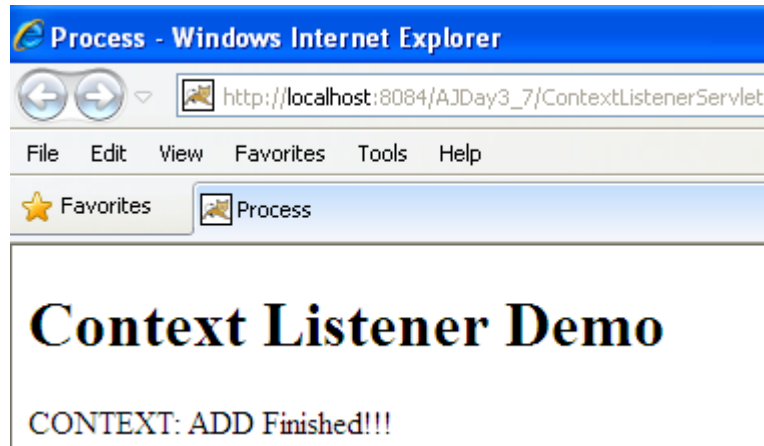 Process - Windows Internet Explorer
http://localhost:8084/AJDay3_7/ContextListenerServlet
File Edit View Favorites Tools Help
Favorites Process
Context Listener Demo
CONTEXT: ADD Finished!!!